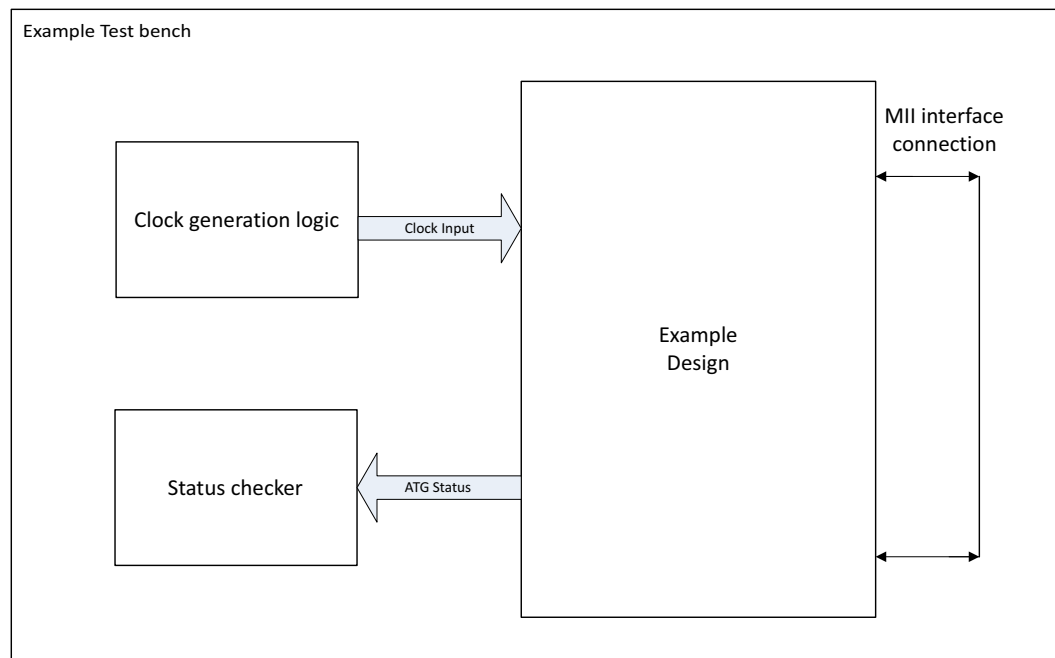 Example Test bench
MII interface
connection
Clock generation logic
Clock Input
Example
Design
Status checker
ATG Status